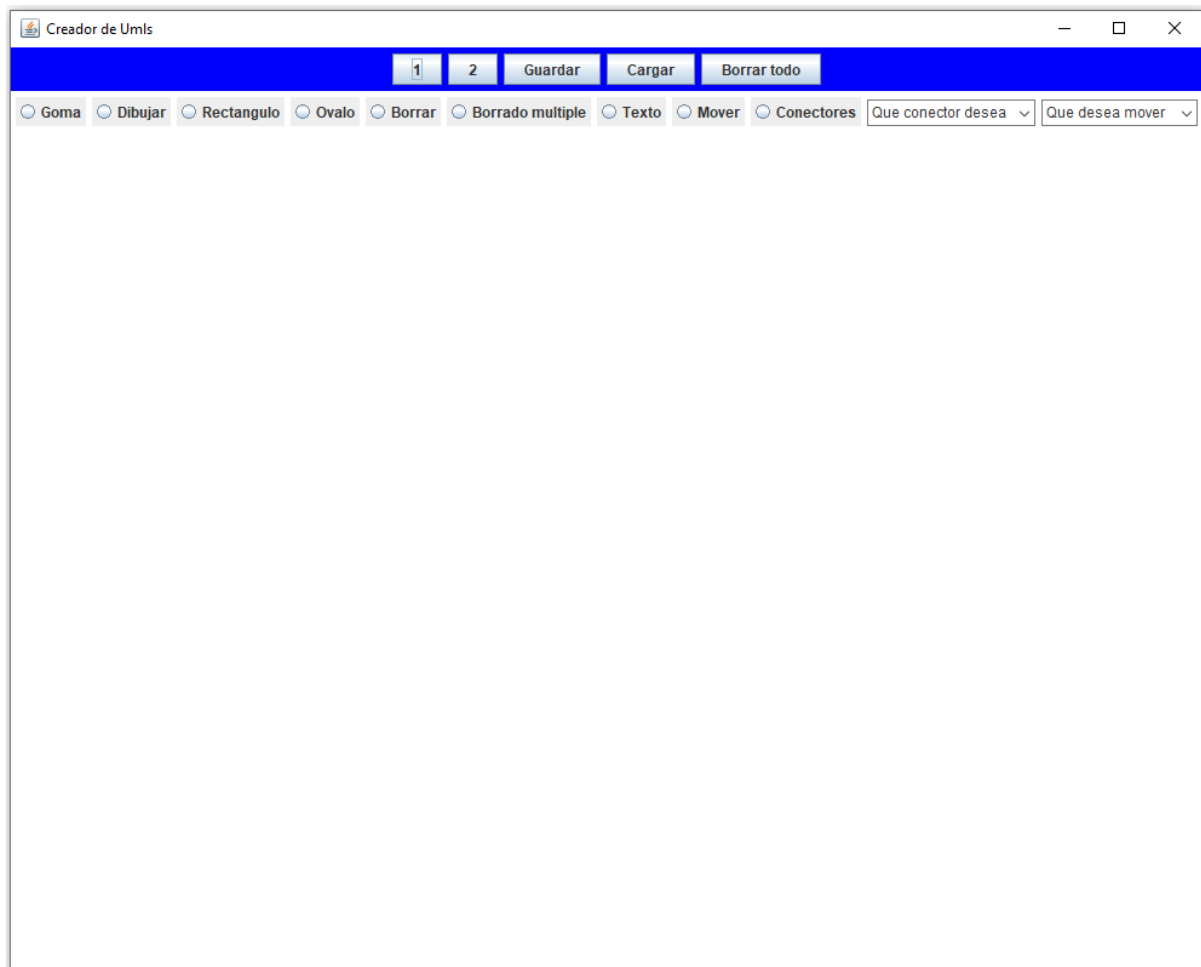 Creador de Umls
1 2 Guardar Cargar Borrar todo
Goma Dibujar Rectangulo Ovalo Borrar Borrado multiple Texto Mover Conectores Que conector desea Que desea mover